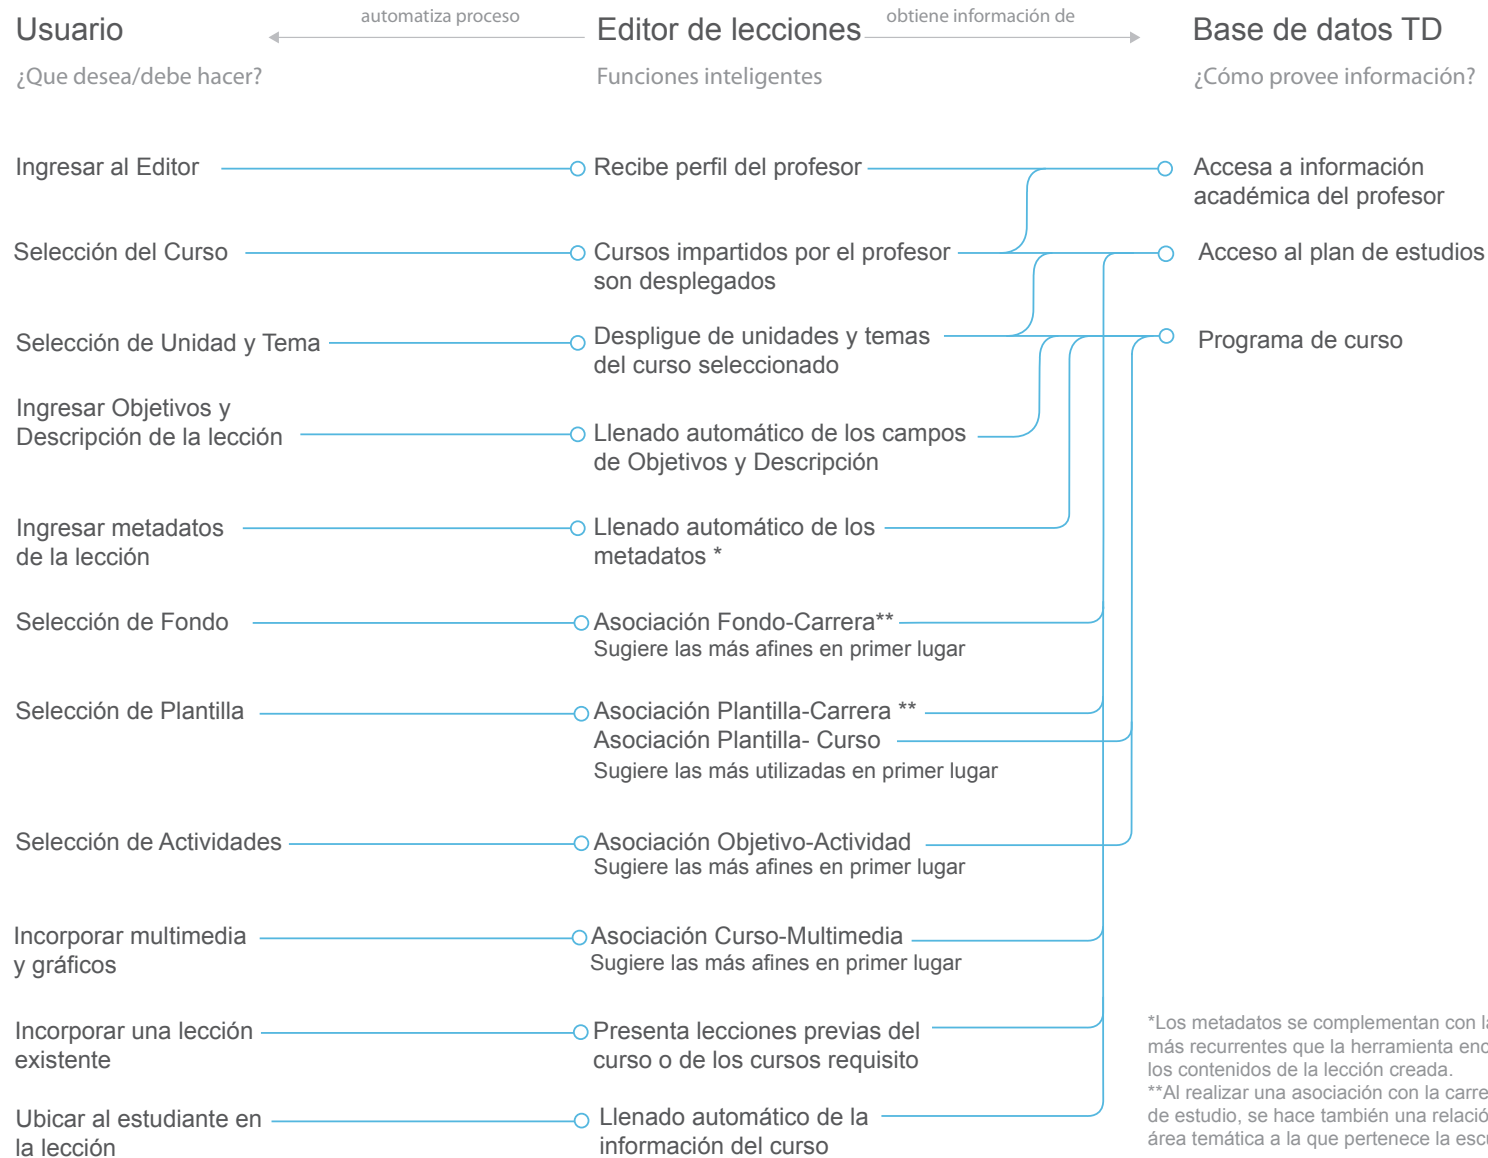 Usuario
automatiza proceso
Editor de lecciones
obtiene información de
Base de datos TD
¿Que desea/debe hacer?
Funciones inteligentes
¿Cómo provee información?
Ingresar al Editor
Recibe perfil del profesor
Accesa a información
académica del profesor
Selección del Curso
Cursos impartidos por el profesor
son desplegados
Acceso al plan de estudios
Selección de Unidad y Tema
Despligue de unidades y temas
del curso seleccionado
Programa de curso
Ingresar Objetivos y
Descripción de la lección
Llenado automático de los campos
de Objetivos y Descripción
Ingresar metadatos
de la lección
Llenado automático de los
metadatos *
Selección de Fondo
Asociación Fondo-Carrera**
Sugiere las más afines en primer lugar
Selección de Plantilla
Asociación Plantilla-Carrera **
Asociación Plantilla- Curso
Sugiere las más utilizadas en primer lugar
Selección de Actividades
Asociación Objetivo-Actividad
Sugiere las más afines en primer lugar
Incorporar multimedia
y gráficos
Asociación Curso-Multimedia
Sugiere las más afines en primer lugar
Incorporar una lección
existente
Presenta lecciones previas del
curso o de los cursos requisito
Ubicar al estudiante en
la lección
Llenado automático de la
información del curso
*Los metadatos se complementan con
más recurrentes que la herramienta
los contenidos de la lección creada.
**Al realizar una asociación con la
de estudio, se hace también una
área temática a la que pertenece la